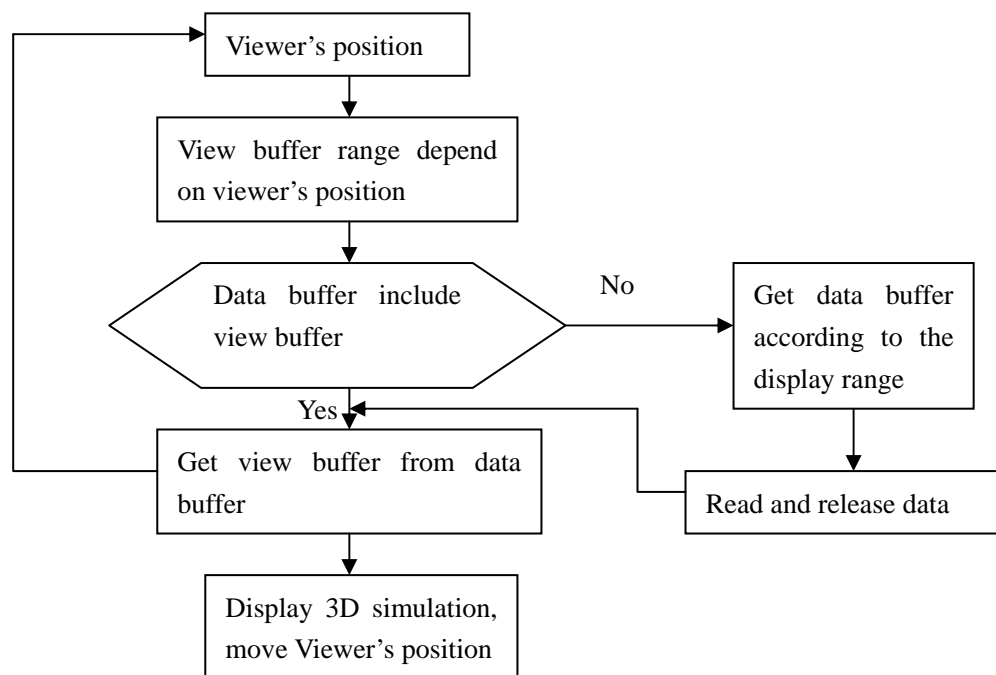 Viewer’s position
View buffer range depend
on viewer’s position
Data buffer include
view buffer
No
Get data buffer
according to the
display range
Yes
Get view buffer from data
buffer
Read and release data
Display 3D simulation,
move Viewer’s position